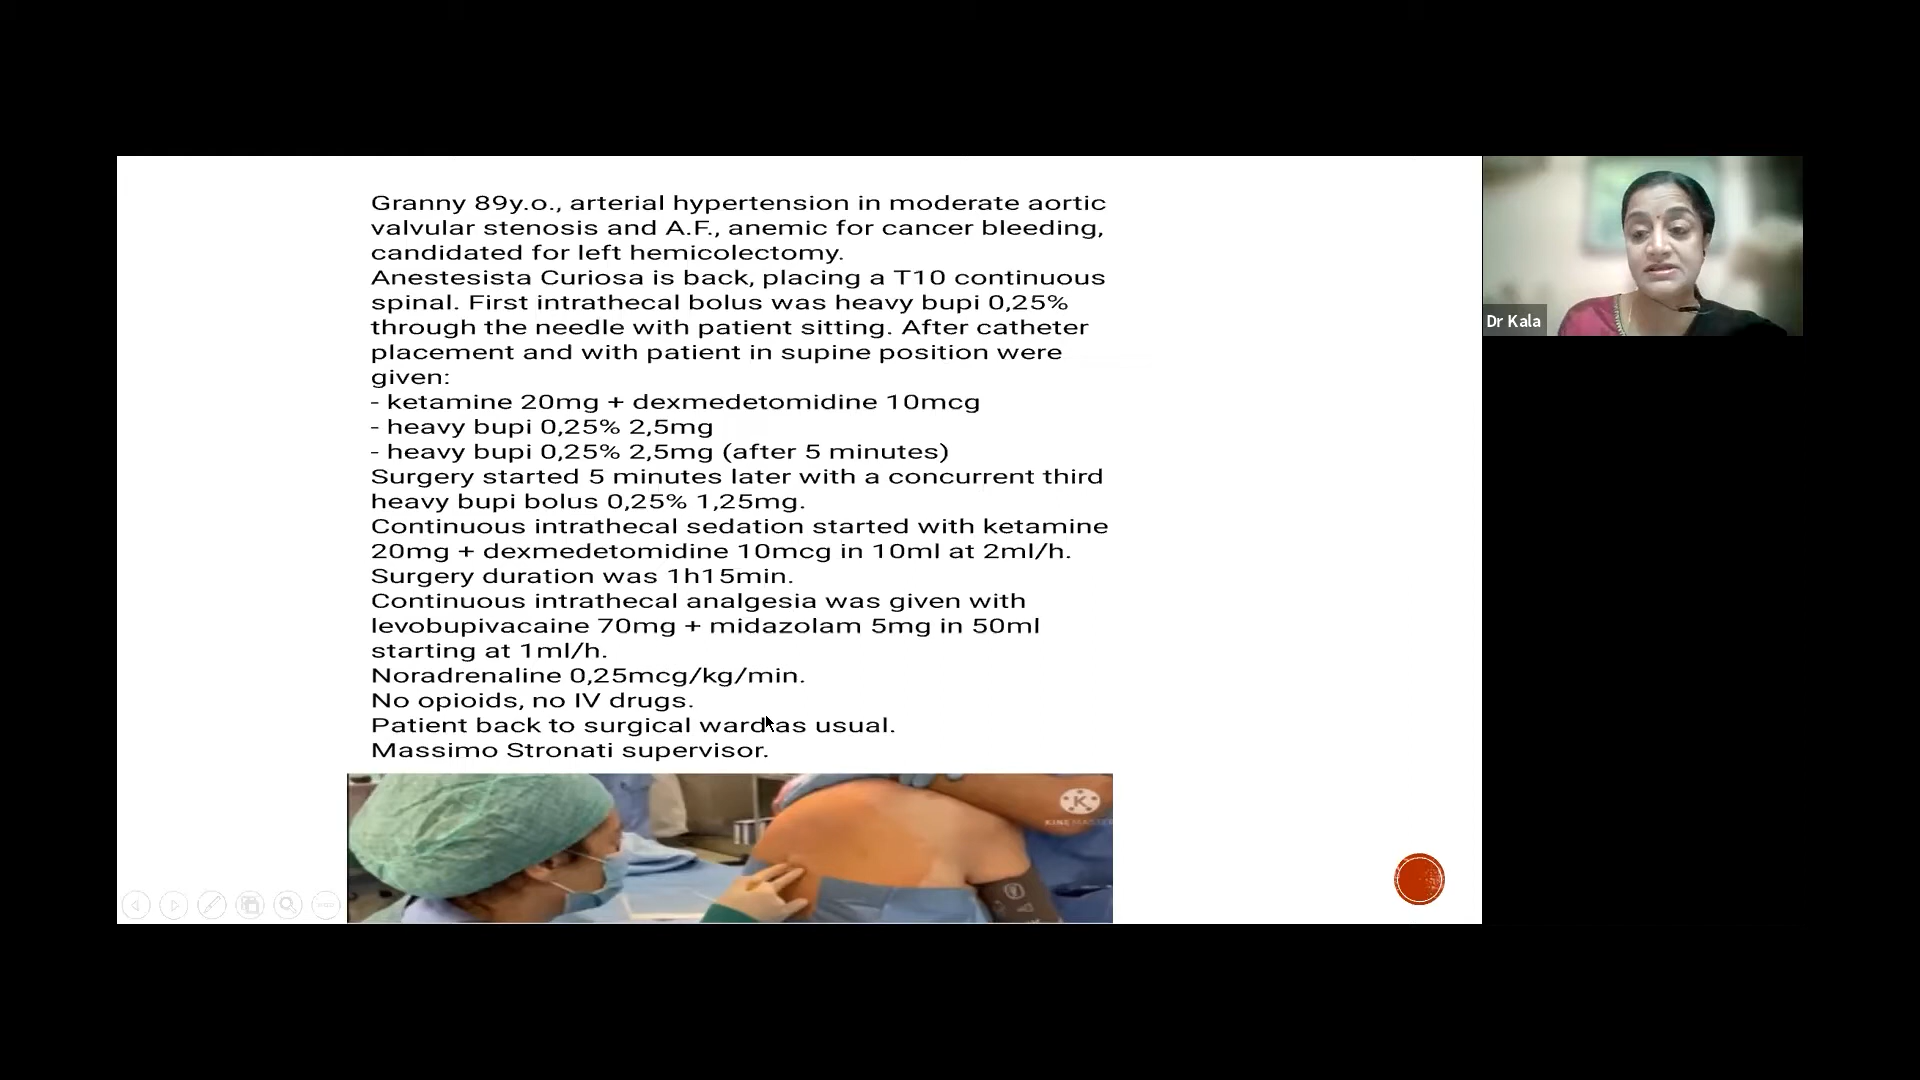 Granny 89y.o., arterial hypertension in moderate aortic
valvular stenosis and A.F., anemic for cancer bleeding,
candidated for left hemicolectomy.
Anestesista Curiosa is back, placing a T10 continuous
spinal. First intrathecal bolus was heavy bupi 0,25%
through the needle with patient sitting. After catheter
placement and with patient in supine position were
given:
- ketamine 20mg + dexmedetomidine 10mcg
- heavy bupi 0,25% 2,5mg
- heavy bupi 0,25% 2,5mg (after 5 minutes)
Surgery started 5 minutes later with a concurrent third
heavy bupi bolus 0,25% 1,25mg.
Continuous intrathecal sedation started with ketamine
20mg + dexmedetomidine 10mcg in 10ml at 2ml/h.
Surgery duration was 1h15min.
Continuous intrathecal analgesia was given with
levobupivacaine 70mg + midazolam 5mg in 50ml
starting at 1ml/h.
Noradrenaline 0,25mcg/kg/min.
No opioids, no IV drugs.
Patient back to surgical ward as usual.
Massimo Stronati supervisor.
Dr Kala
K